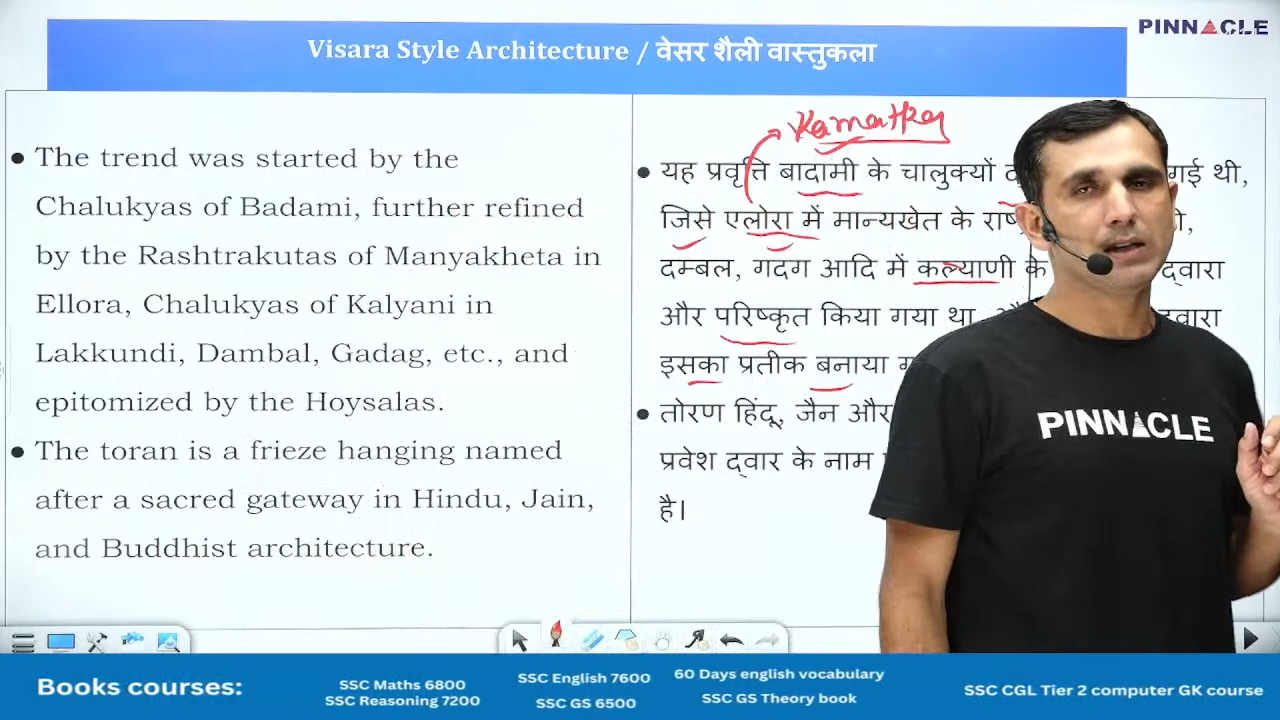 PINNACLE
Visara Style Architecture / वेसर शैली वास्तुकला
The trend was started by the
Chalukyas of Badami, further refined
by the Rashtrakutas of Manyakheta in
Ellora, Chalukyas of Kalyani in
Lakkundi, Dambal, Gadag, etc., and
epitomized by the Hoysalas.
The toran is a frieze hanging named
after a sacred gateway in Hindu, Jain,
and Buddhist architecture.
यह प्रवृत्ति बादामी के चालुक्यों गई थी,
जिसे एलोरा में मान्यखेत के
दम्बल, गदग आदि में कल्याणी के द्वारा
और परिष्कृत किया गया था,
इसका प्रतीक बनाया
तोरण हिंदू, जैन और
प्रवेश द्वार के नाम
है।
PINNACLE
Books courses:
SSC Maths 6800
SSC Reasoning 7200
SSC English 7600
SSC GS 6500
60 Days english vocabulary
SSC GS Theory book
SSC CGL Tier 2 computer GK course